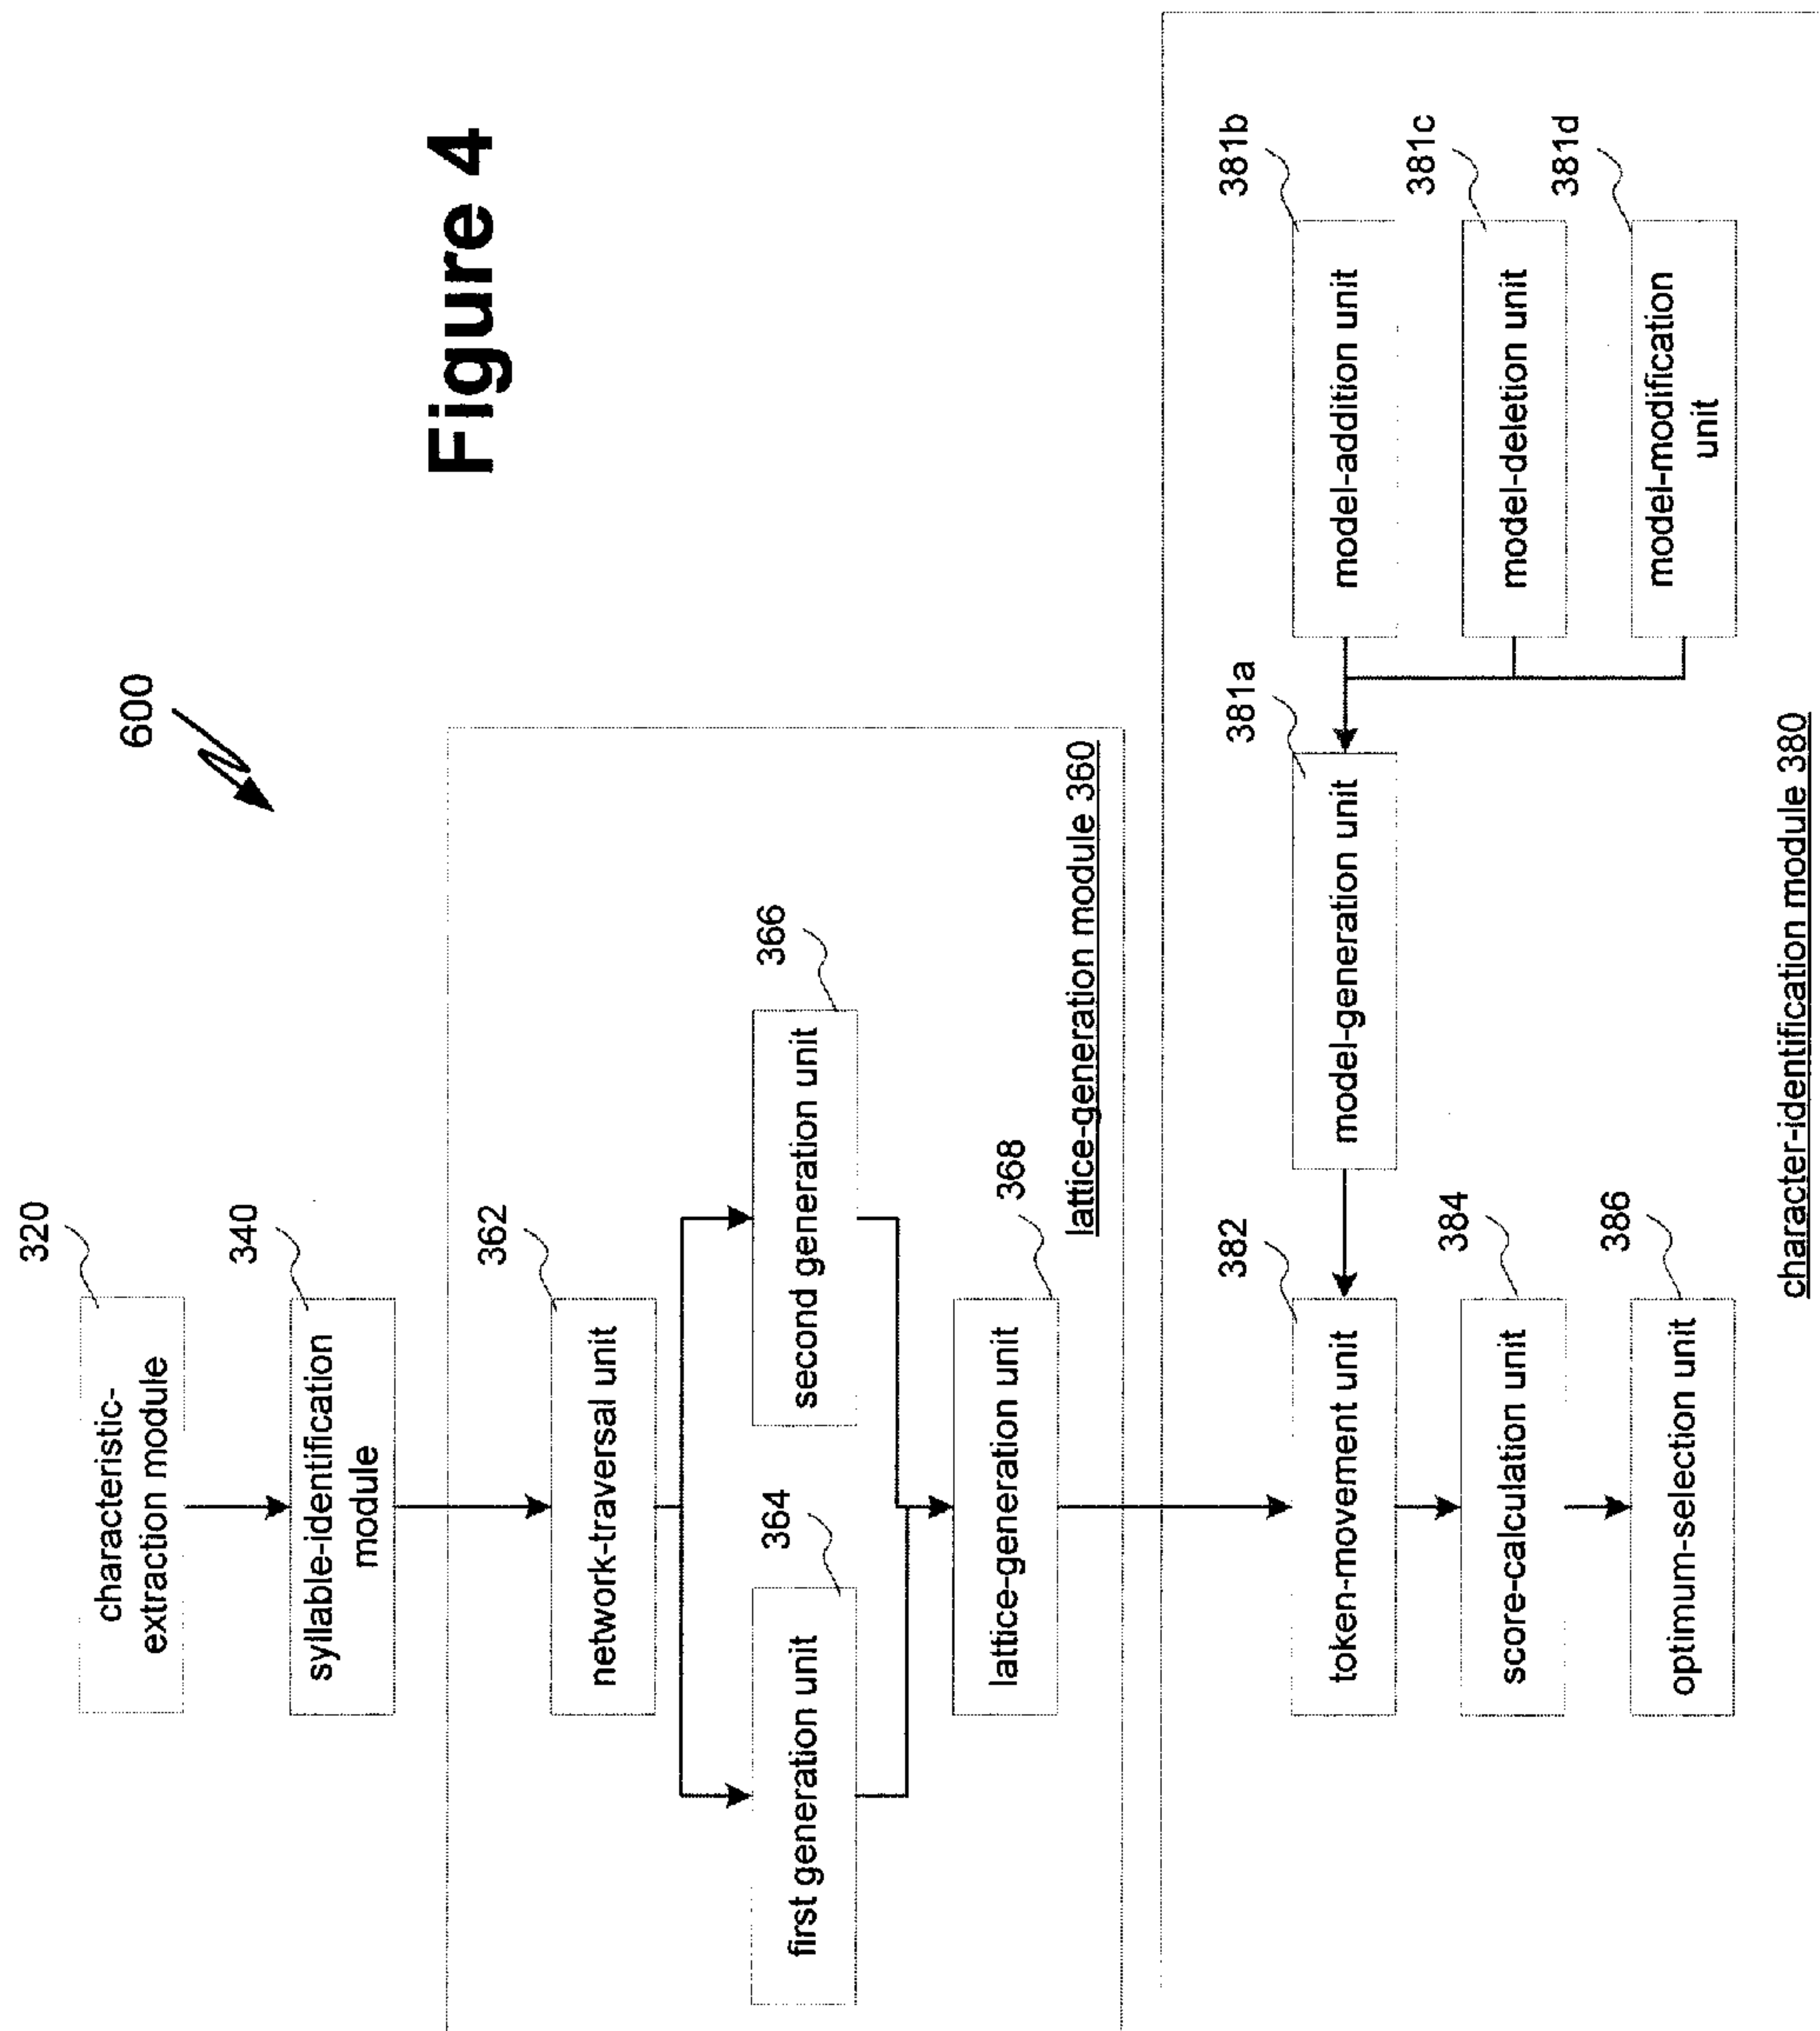 Figure 4
600
320
characteristic-
extraction module
340
syllable-identification
module
362
network-traversal unit
364
first generation unit
366
second generation unit
368
lattice-generation unit
lattice-generation module 360
382
token-movement unit
384
score-calculation unit
386
optimum-selection unit
381a
model-generation unit
381b
model-addition unit
381c
model-deletion unit
381d
model-modification
unit
character-identification module 380